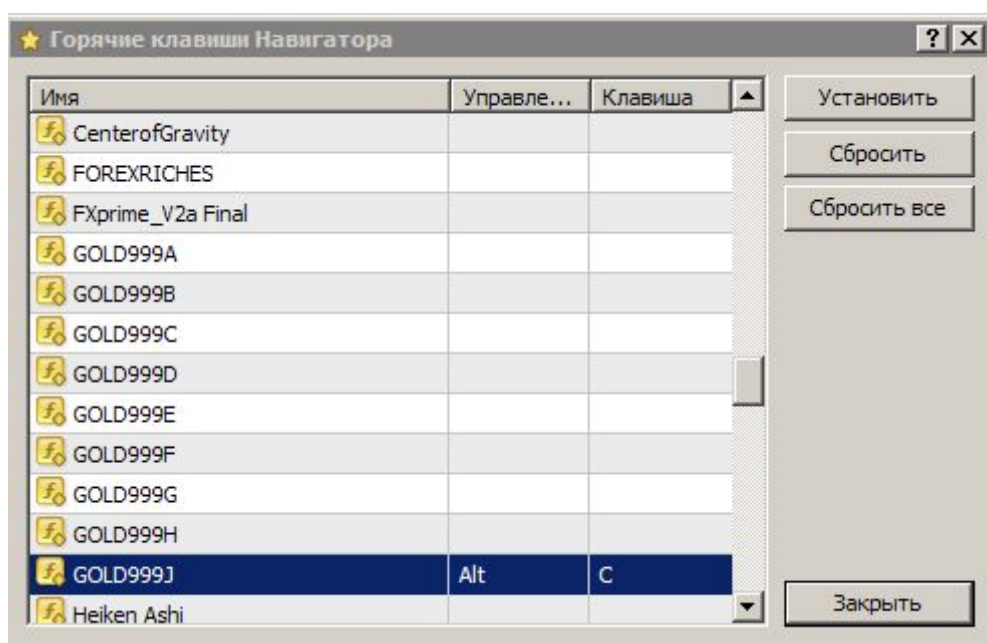 Горячие клавиши Навигатора
Имя Управле... Клавиша
CenterofGravity
FOREXRICHES
FXprime_V2a Final
GOLD999A
GOLD999B
GOLD999C
GOLD999D
GOLD999E
GOLD999F
GOLD999G
GOLD999H
GOLD999J Alt C
Heiken Ashi
Установить
Сбросить
Сбросить все
Закрыть